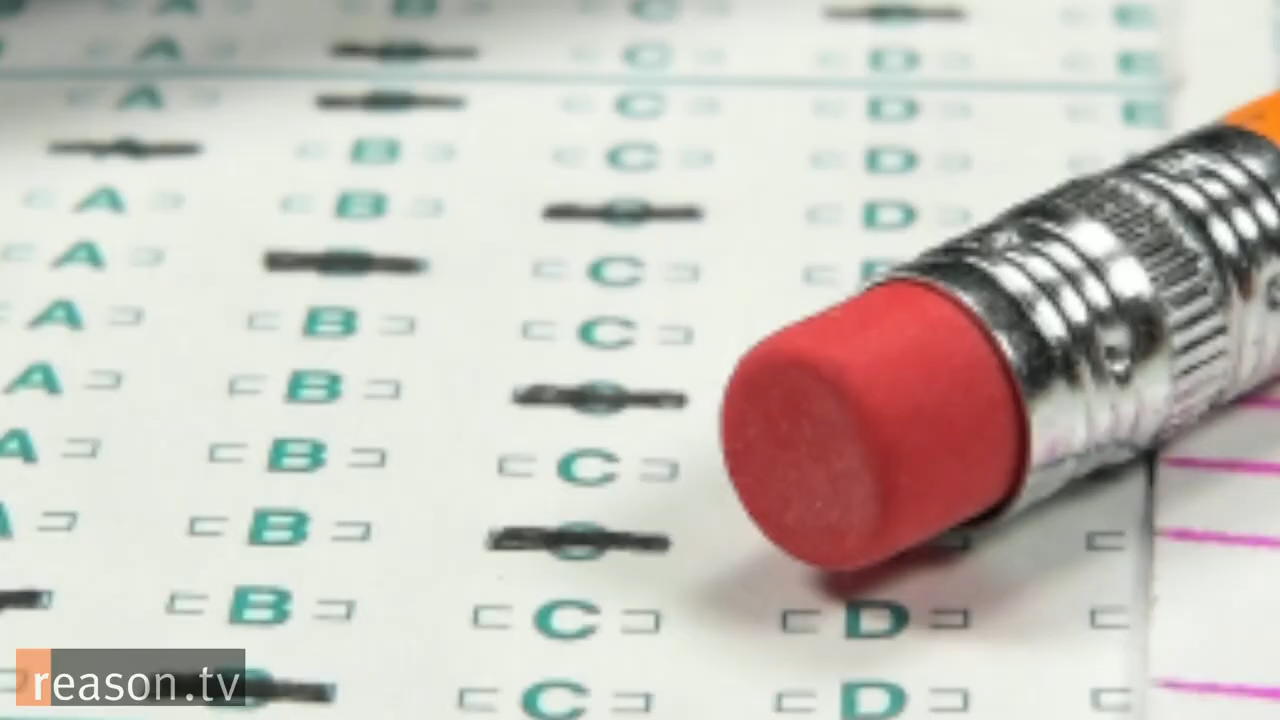 B C E
A C D E
A C D E
B C D
A B D
A C
A B C
A B
A B C
B
B C D
C D
reason.tv